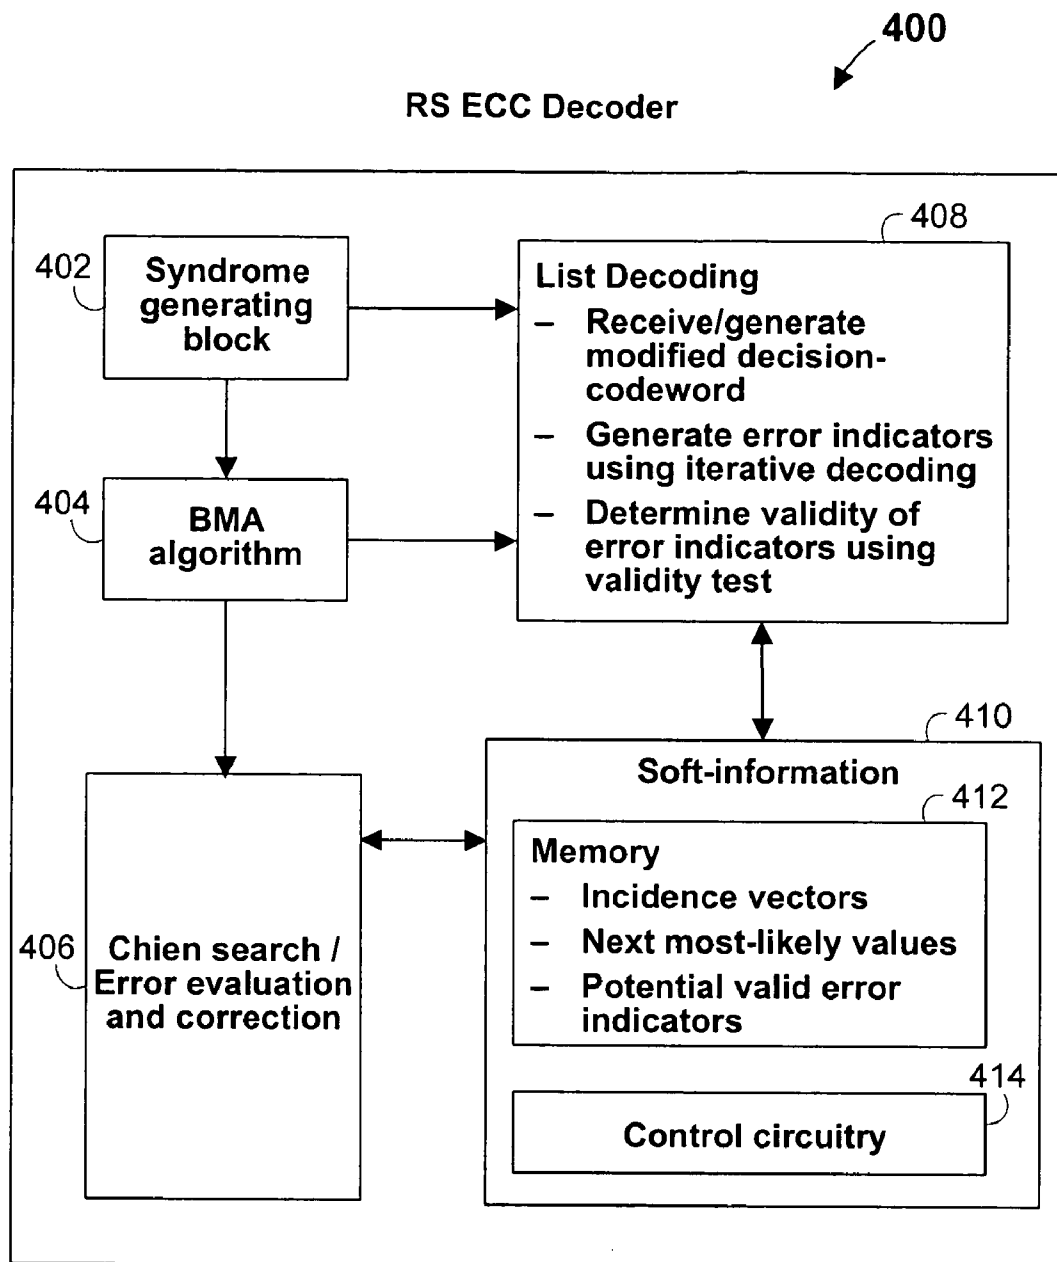 400
RS ECC Decoder
402
Syndrome
generating
block
404
BMA
algorithm
406
Chien search /
Error evaluation
and correction
408
List Decoding
– Receive/generate
modified decision-
codeword
– Generate error indicators
using iterative decoding
– Determine validity of
error indicators using
validity test
410
Soft-information
412
Memory
– Incidence vectors
– Next most-likely values
– Potential valid error
indicators
414
Control circuitry